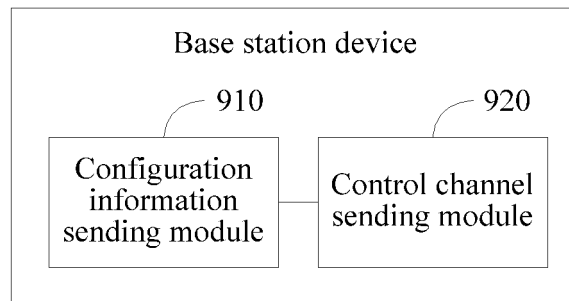 Base station device
910
920
Configuration
information
sending module
Control channel
sending module